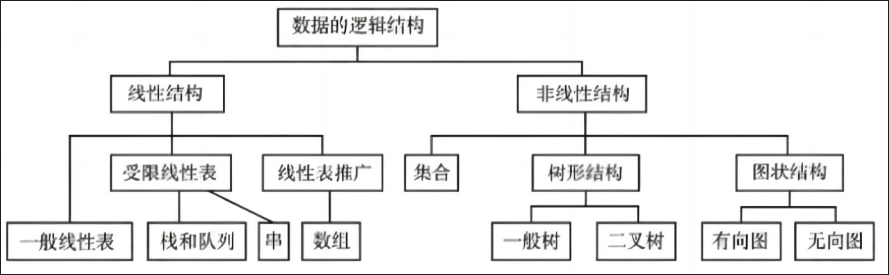 数据的逻辑结构
线性结构
非线性结构
受限线性表
线性表推广
集合
树形结构
图状结构
一般线性表
栈和队列
串
数组
一般树
二叉树
有向图
无向图